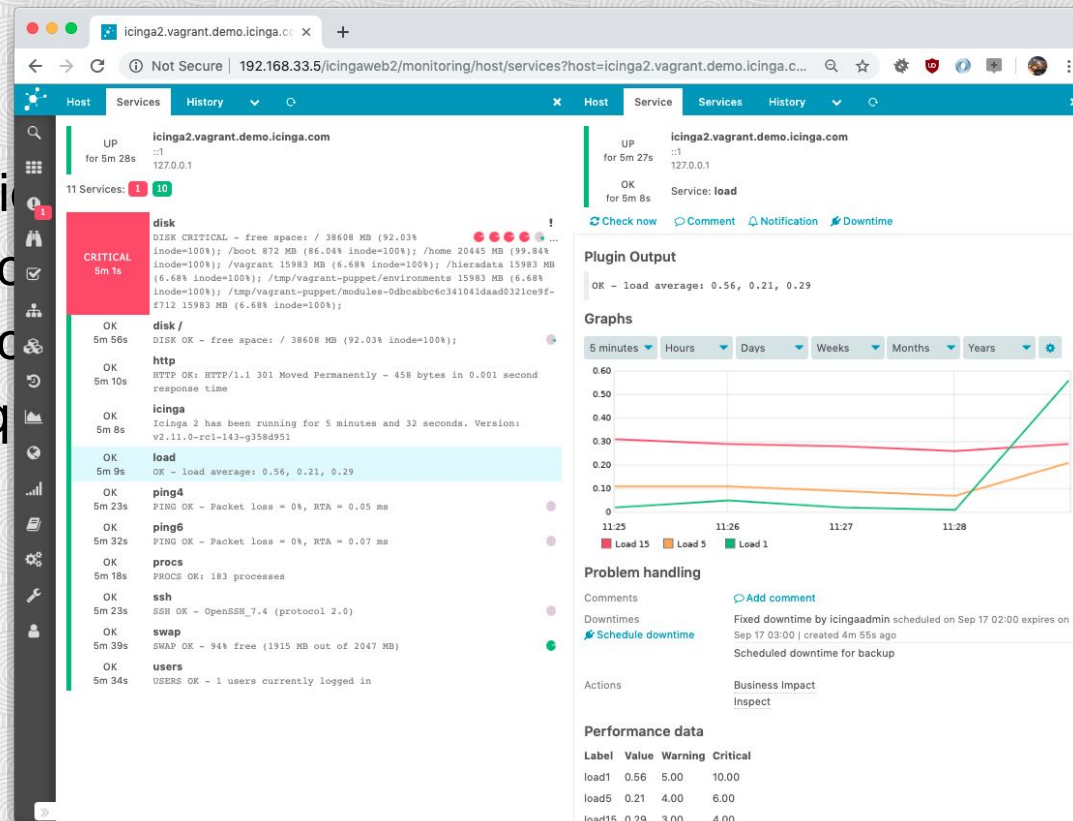 icinga2.vagrant.demo.icinga.cc
Not Secure | 192.168.33.5/icingaweb2/monitoring/host/services?host=icinga2.vagrant.demo.icinga.c...
Host Services History
UP
for 5m 28s
icinga2.vagrant.demo.icinga.com
::1
127.0.0.1
11 Services: 1 10
1
CRITICAL
5m 1s
disk !
DISK CRITICAL - free space: / 38608 MB (92.03% ...
inode=100%); /boot 872 MB (86.04% inode=100%); /home 20445 MB (99.84%
inode=100%); /vagrant 15983 MB (6.68% inode=100%); /hieradata 15983 MB
(6.68% inode=100%); /tmp/vagrant-puppet/environments 15983 MB (6.68%
inode=100%); /tmp/vagrant-puppet/modules-0dbcabbc6c341041daad0321ce9f-
f712 15983 MB (6.68% inode=100%);
OK
5m 56s
disk /
DISK OK - free space: / 38608 MB (92.03% inode=100%);
OK
5m 10s
http
HTTP OK: HTTP/1.1 301 Moved Permanently - 458 bytes in 0.001 second
response time
OK
5m 8s
icinga
Icinga 2 has been running for 5 minutes and 32 seconds. Version:
v2.11.0-rc1-143-g358d951
OK
5m 9s
load
OK - load average: 0.56, 0.21, 0.29
OK
5m 23s
ping4
PING OK - Packet loss = 0%, RTA = 0.05 ms
OK
5m 32s
ping6
PING OK - Packet loss = 0%, RTA = 0.07 ms
OK
5m 18s
procs
PROCS OK: 183 processes
OK
5m 23s
ssh
SSH OK - OpenSSH_7.4 (protocol 2.0)
OK
5m 39s
swap
SWAP OK - 94% free (1915 MB out of 2047 MB)
OK
5m 34s
users
USERS OK - 1 users currently logged in
Host Service Services History
UP
for 5m 27s
icinga2.vagrant.demo.icinga.com
::1
127.0.0.1
OK
for 5m 8s
Service: load
Check now Comment Notification Downtime
Plugin Output
OK - load average: 0.56, 0.21, 0.29
Graphs
5 minutes Hours Days Weeks Months Years
0.60
0.50
0.40
0.30
0.20
0.10
0
11:25 11:26 11:27 11:28
Load 15 Load 5 Load 1
Problem handling
Comments Add comment
Downtimes Fixed downtime by icingaadmin scheduled on Sep 17 02:00 expires on
Schedule downtime Sep 17 03:00 | created 4m 55s ago
Scheduled downtime for backup
Actions Business Impact
Inspect
Performance data
Label Value Warning Critical
load1 0.56 5.00 10.00
load5 0.21 4.00 6.00
load15 0.29 3.00 4.00